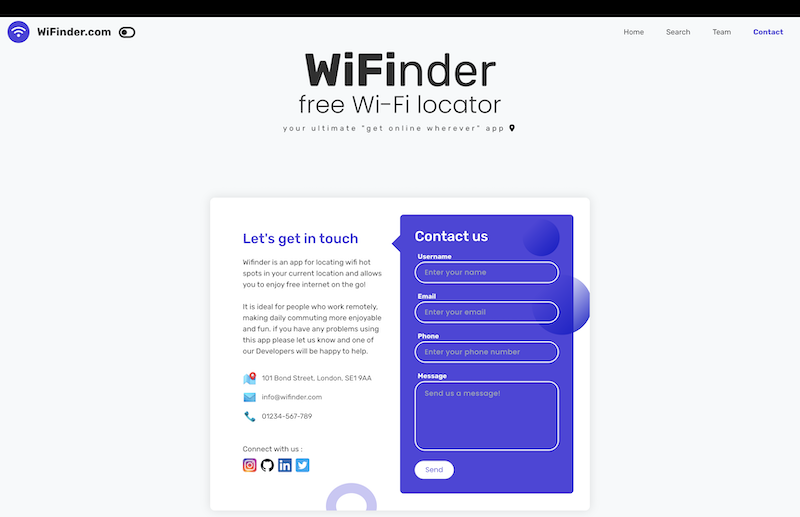 WiFinder.com
Home
Search
Team
Contact
WiFinder
free Wi-Fi locator
your ultimate "get online wherever" app
Let's get in touch
Wifinder is an app for locating wifi hot
spots in your current location and allows
you to enjoy free internet on the go!
It is ideal for people who work remotely,
making daily commuting more enjoyable
and fun. if you have any problems using
this app please let us know and one of
our Developers will be happy to help.
101 Bond Street, London, SE1 9AA
info@wifinder.com
01234-567-789
Connect with us :
Contact us
Username
Enter your name
Email
Enter your email
Phone
Enter your phone number
Message
Send us a message!
Send